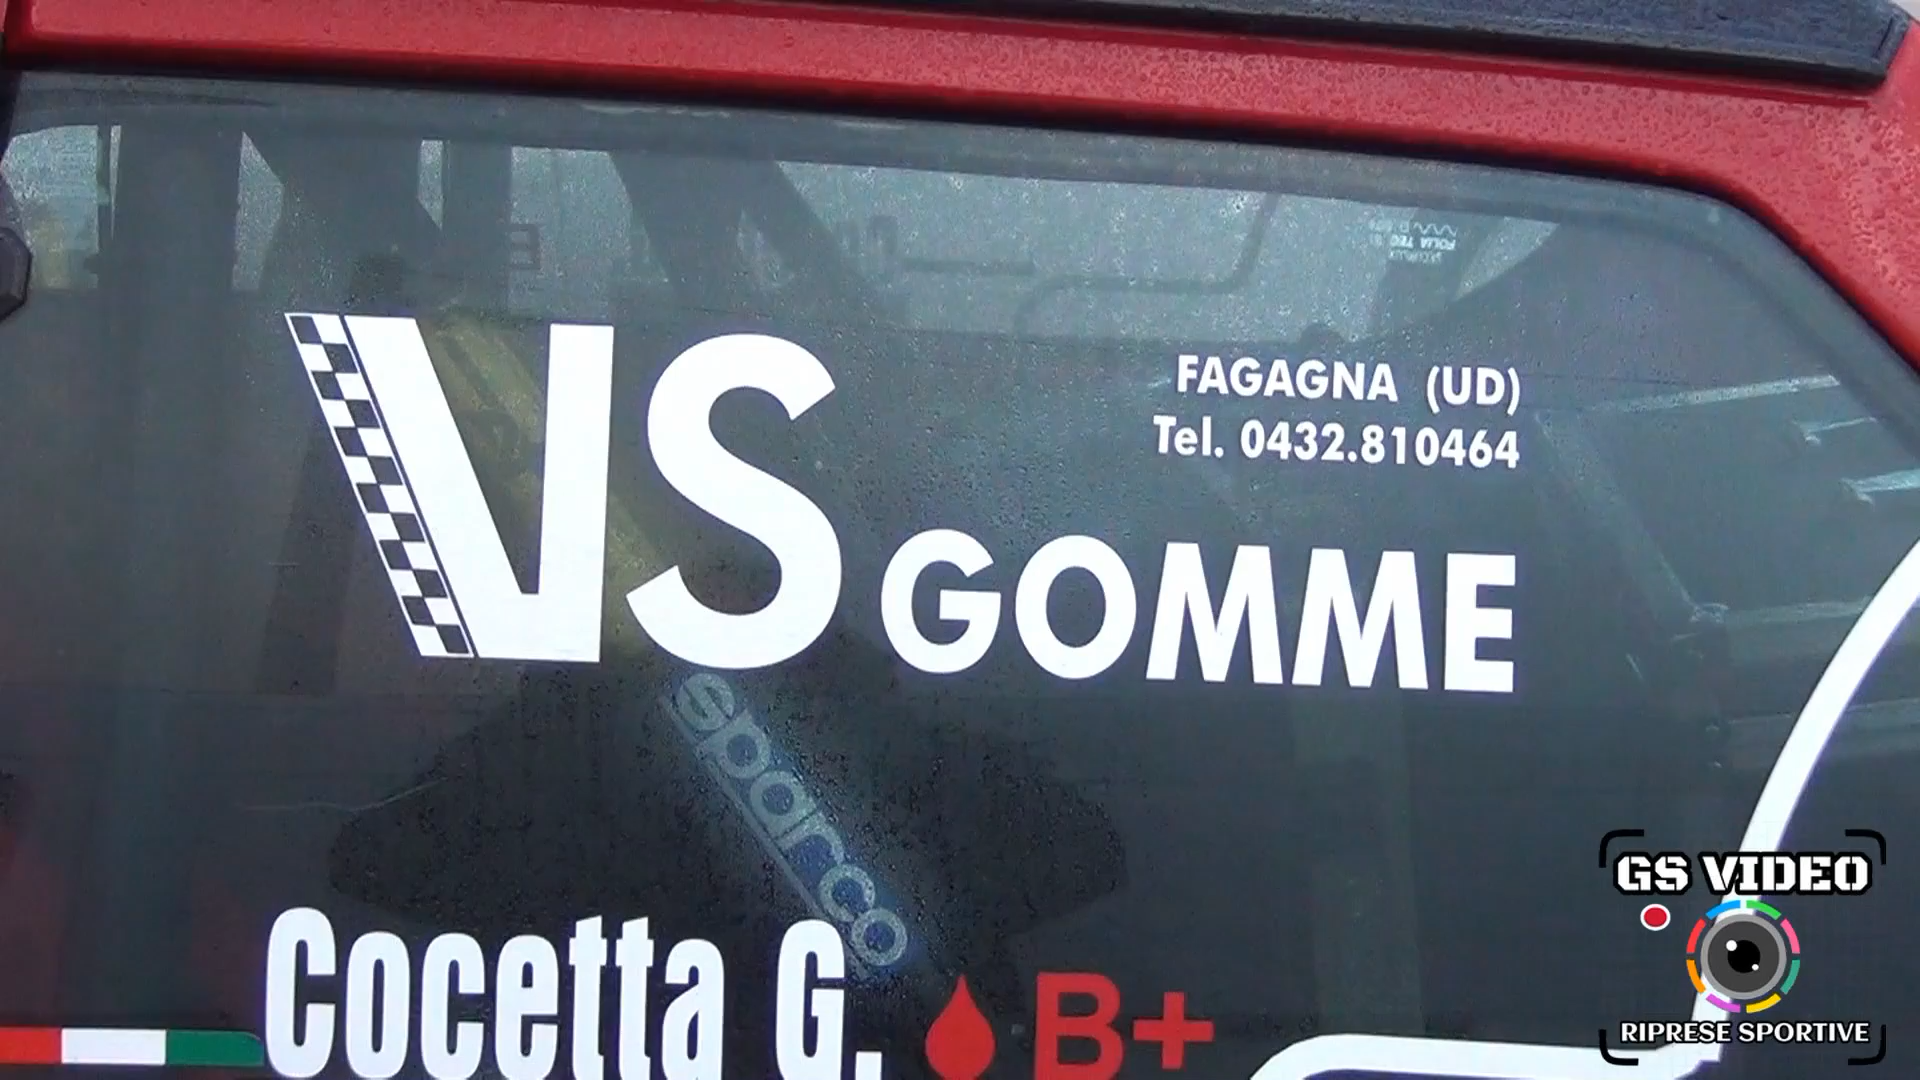 FAGAGNA (UD)
Tel. 0432.810464
VS GOMME
sparco
Cocetta G. B+
GS VIDEO
RIPRESE SPORTIVE